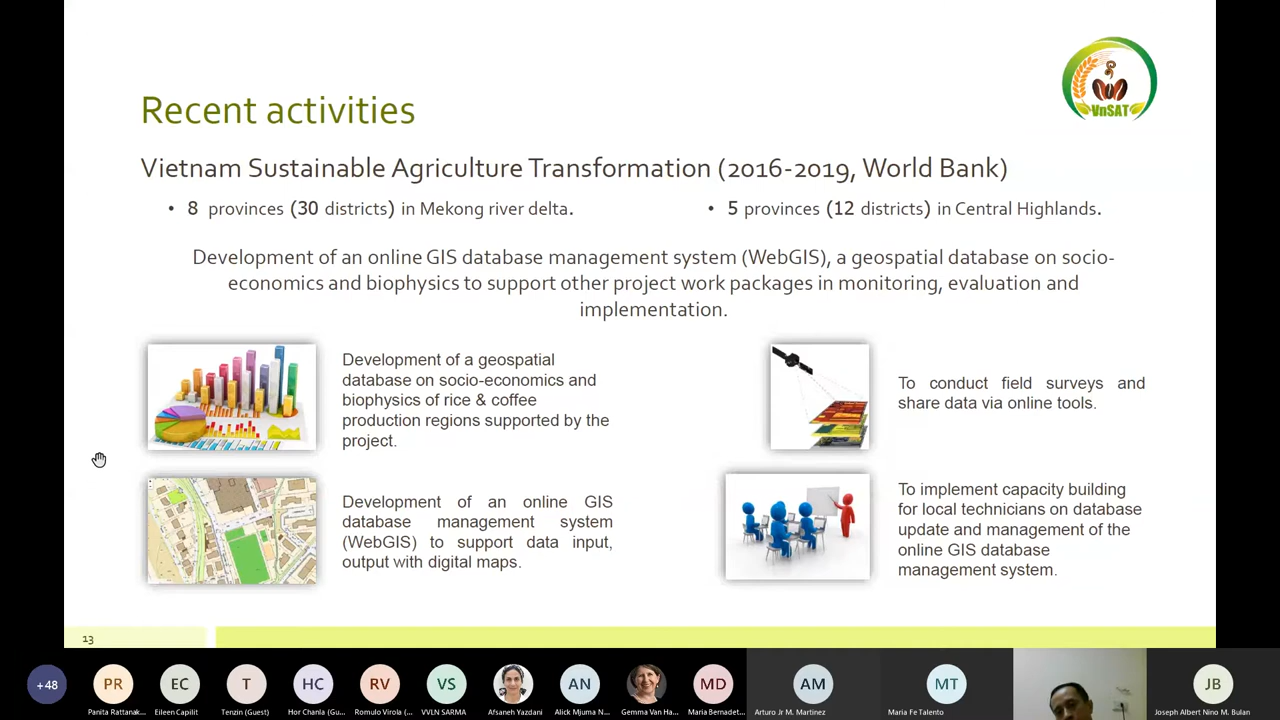 Recent activities
VnSAT
Vietnam Sustainable Agriculture Transformation (2016-2019, World Bank)
• 8 provinces (30 districts) in Mekong river delta.
• 5 provinces (12 districts) in Central Highlands.
Development of an online GIS database management system (WebGIS), a geospatial database on socio-
economics and biophysics to support other project work packages in monitoring, evaluation and
implementation.
Development of a geospatial
database on socio-economics and
biophysics of rice & coffee
production regions supported by the
project.
To conduct field surveys and
share data via online tools.
Development of an online GIS
database management system
(WebGIS) to support data input,
output with digital maps.
To implement capacity building
for local technicians on database
update and management of the
online GIS database
management system.
13
+48
PR
EC
T
HC
RV
VS
AN
MD
AM
MT
JB
Panita Rattanak...
Eileen Capilit
Tenzin (Guest)
Hor Chanla (Gu...
Romulo Virola (...
VVLN SARMA
Afsaneh Yazdani
Alick Mjuma N...
Gemma Van Ha...
Maria Bernadet...
Arturo Jr M. Martinez
Maria Fe Talento
Joseph Albert Nino M. Bulan